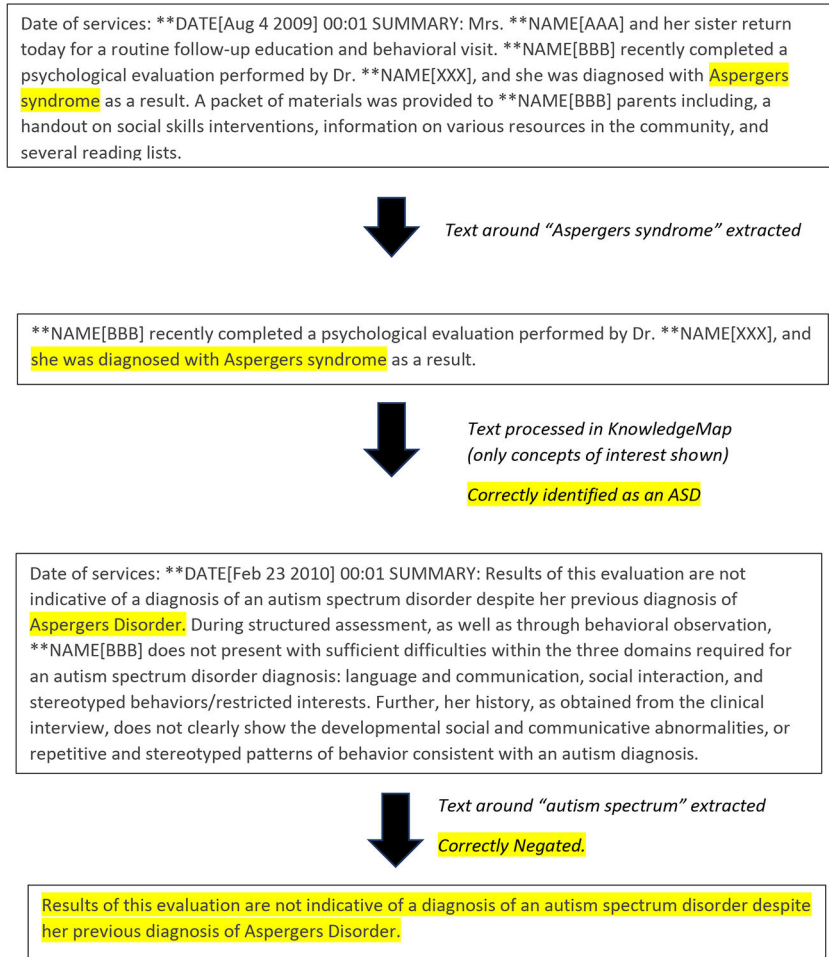 Date of services: **DATE[Aug 4 2009] 00:01 SUMMARY: Mrs. **NAME[AAA] and her sister return
today for a routine follow-up education and behavioral visit. **NAME[BBB] recently completed a
psychological evaluation performed by Dr. **NAME[XXX], and she was diagnosed with Aspergers
syndrome as a result. A packet of materials was provided to **NAME[BBB] parents including, a
handout on social skills interventions, information on various resources in the community, and
several reading lists.
Text around “Aspergers syndrome” extracted
**NAME[BBB] recently completed a psychological evaluation performed by Dr. **NAME[XXX], and
she was diagnosed with Aspergers syndrome as a result.
Text processed in KnowledgeMap
(only concepts of interest shown)
Correctly identified as an ASD
Date of services: **DATE[Feb 23 2010] 00:01 SUMMARY: Results of this evaluation are not
indicative of a diagnosis of an autism spectrum disorder despite her previous diagnosis of
Aspergers Disorder. During structured assessment, as well as through behavioral observation,
**NAME[BBB] does not present with sufficient difficulties within the three domains required for
an autism spectrum disorder diagnosis: language and communication, social interaction, and
stereotyped behaviors/restricted interests. Further, her history, as obtained from the clinical
interview, does not clearly show the developmental social and communicative abnormalities, or
repetitive and stereotyped patterns of behavior consistent with an autism diagnosis.
Text around “autism spectrum” extracted
Correctly Negated.
Results of this evaluation are not indicative of a diagnosis of an autism spectrum disorder despite
her previous diagnosis of Aspergers Disorder.